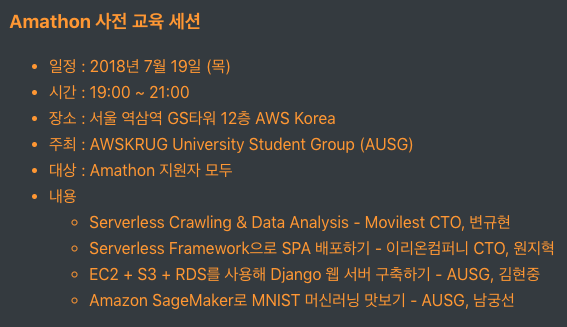 Amathon 사전 교육 세션
• 일정 : 2018년 7월 19일 (목)
• 시간 : 19:00 ~ 21:00
• 장소 : 서울 역삼역 GS타워 12층 AWS Korea
• 주최 : AWSKRUG University Student Group (AUSG)
• 대상 : Amathon 지원자 모두
• 내용
◦ Serverless Crawling & Data Analysis - Movilest CTO, 변규현
◦ Serverless Framework으로 SPA 배포하기 - 이리온컴퍼니 CTO, 원지혁
◦ EC2 + S3 + RDS를 사용해 Django 웹 서버 구축하기 - AUSG, 김현중
◦ Amazon SageMaker로 MNIST 머신러닝 맛보기 - AUSG, 남궁선